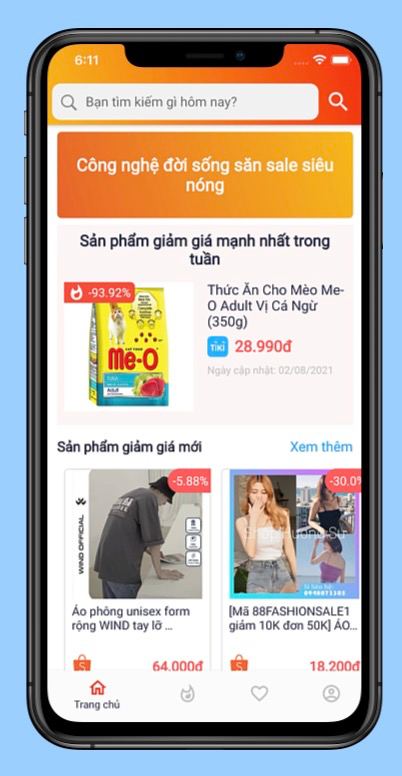 6:11
Bạn tìm kiếm gì hôm nay?
Công nghệ đời sống săn sale siêu
nóng
Sản phẩm giảm giá mạnh nhất trong
tuần
-93.92%
Me-O
Adult
Thức Ăn Cho Mèo Me-
O Adult Vị Cá Ngừ
(350g)
TIKI
28.990đ
Ngày cập nhật: 02/08/2021
Sản phẩm giảm giá mới
Xem thêm
-5.88%
WIND OFFICIAL
-30.0%
0948071305
Áo phông unisex form
rộng WIND tay lỡ ...
[Mã 88FASHIONSALE1
giảm 10K đơn 50K] ÁO...
64.000đ
18.200đ
Trang chủ